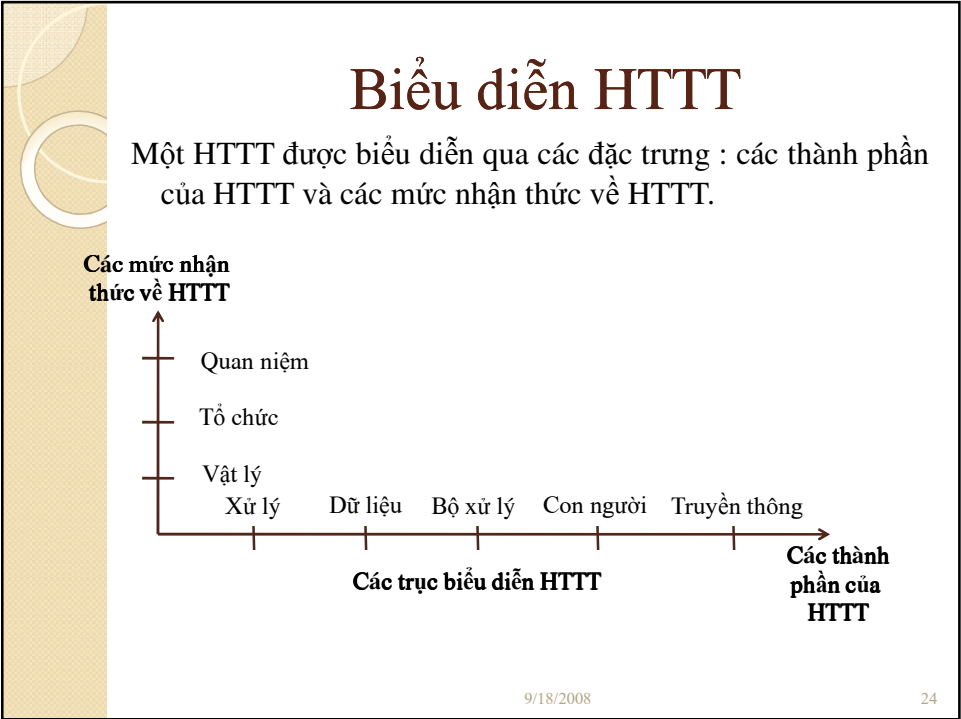 Biểu diễn HTTT
Một HTTT được biểu diễn qua các đặc trưng : các thành phần
của HTTT và các mức nhận thức về HTTT.
Các mức nhận
thức về HTTT
Quan niệm
Tổ chức
Vật lý
Xử lý Dữ liệu Bộ xử lý Con người Truyền thông
Các thành
phần của
HTTT
Các trục biểu diễn HTTT
9/18/2008 24